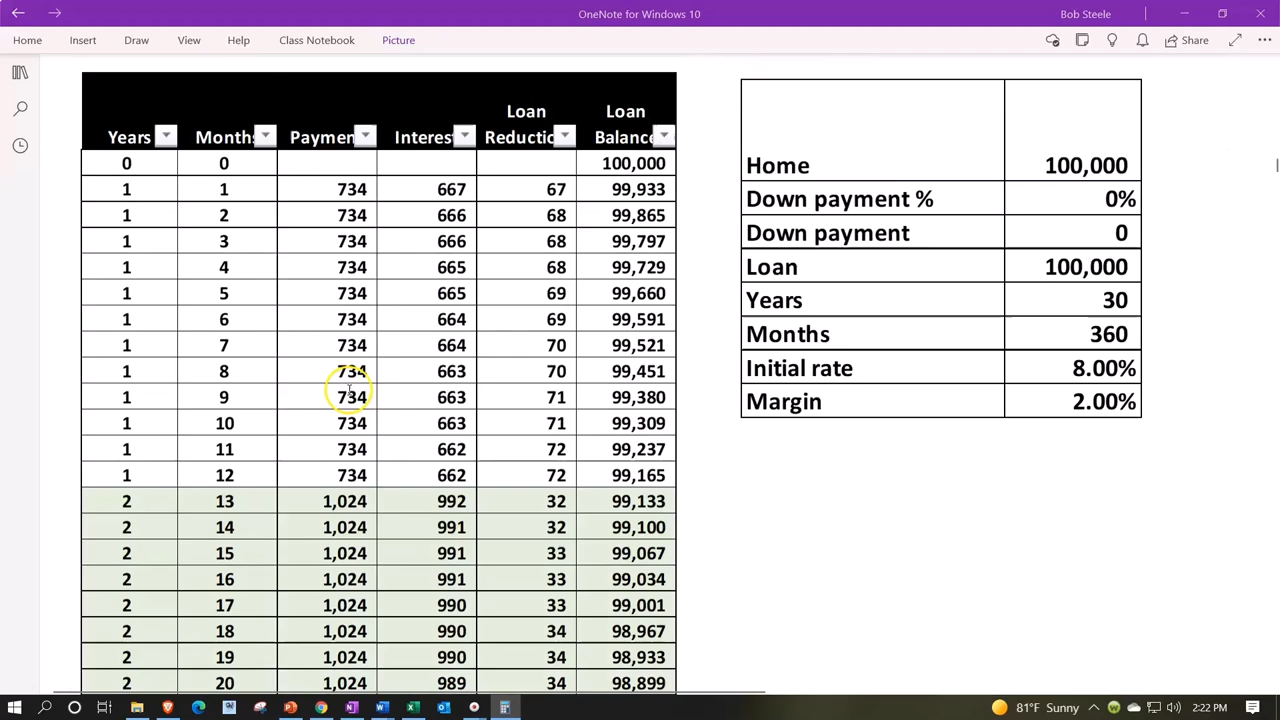 OneNote for Windows 10
Bob Steele
Home Insert Draw View Help Class Notebook Picture
Share
Years Months Paymen Interest Loan Reductio Loan Balance
0 0 100,000
1 1 734 667 67 99,933
1 2 734 666 68 99,865
1 3 734 666 68 99,797
1 4 734 665 68 99,729
1 5 734 665 69 99,660
1 6 734 664 69 99,591
1 7 734 664 70 99,521
1 8 734 663 70 99,451
1 9 734 663 71 99,380
1 10 734 663 71 99,309
1 11 734 662 72 99,237
1 12 734 662 72 99,165
2 13 1,024 992 32 99,133
2 14 1,024 991 32 99,100
2 15 1,024 991 33 99,067
2 16 1,024 991 33 99,034
2 17 1,024 990 33 99,001
2 18 1,024 990 34 98,967
2 19 1,024 990 34 98,933
2 20 1,024 989 34 98,899
Home 100,000
Down payment % 0%
Down payment 0
Loan 100,000
Years 30
Months 360
Initial rate 8.00%
Margin 2.00%
81°F Sunny
2:22 PM